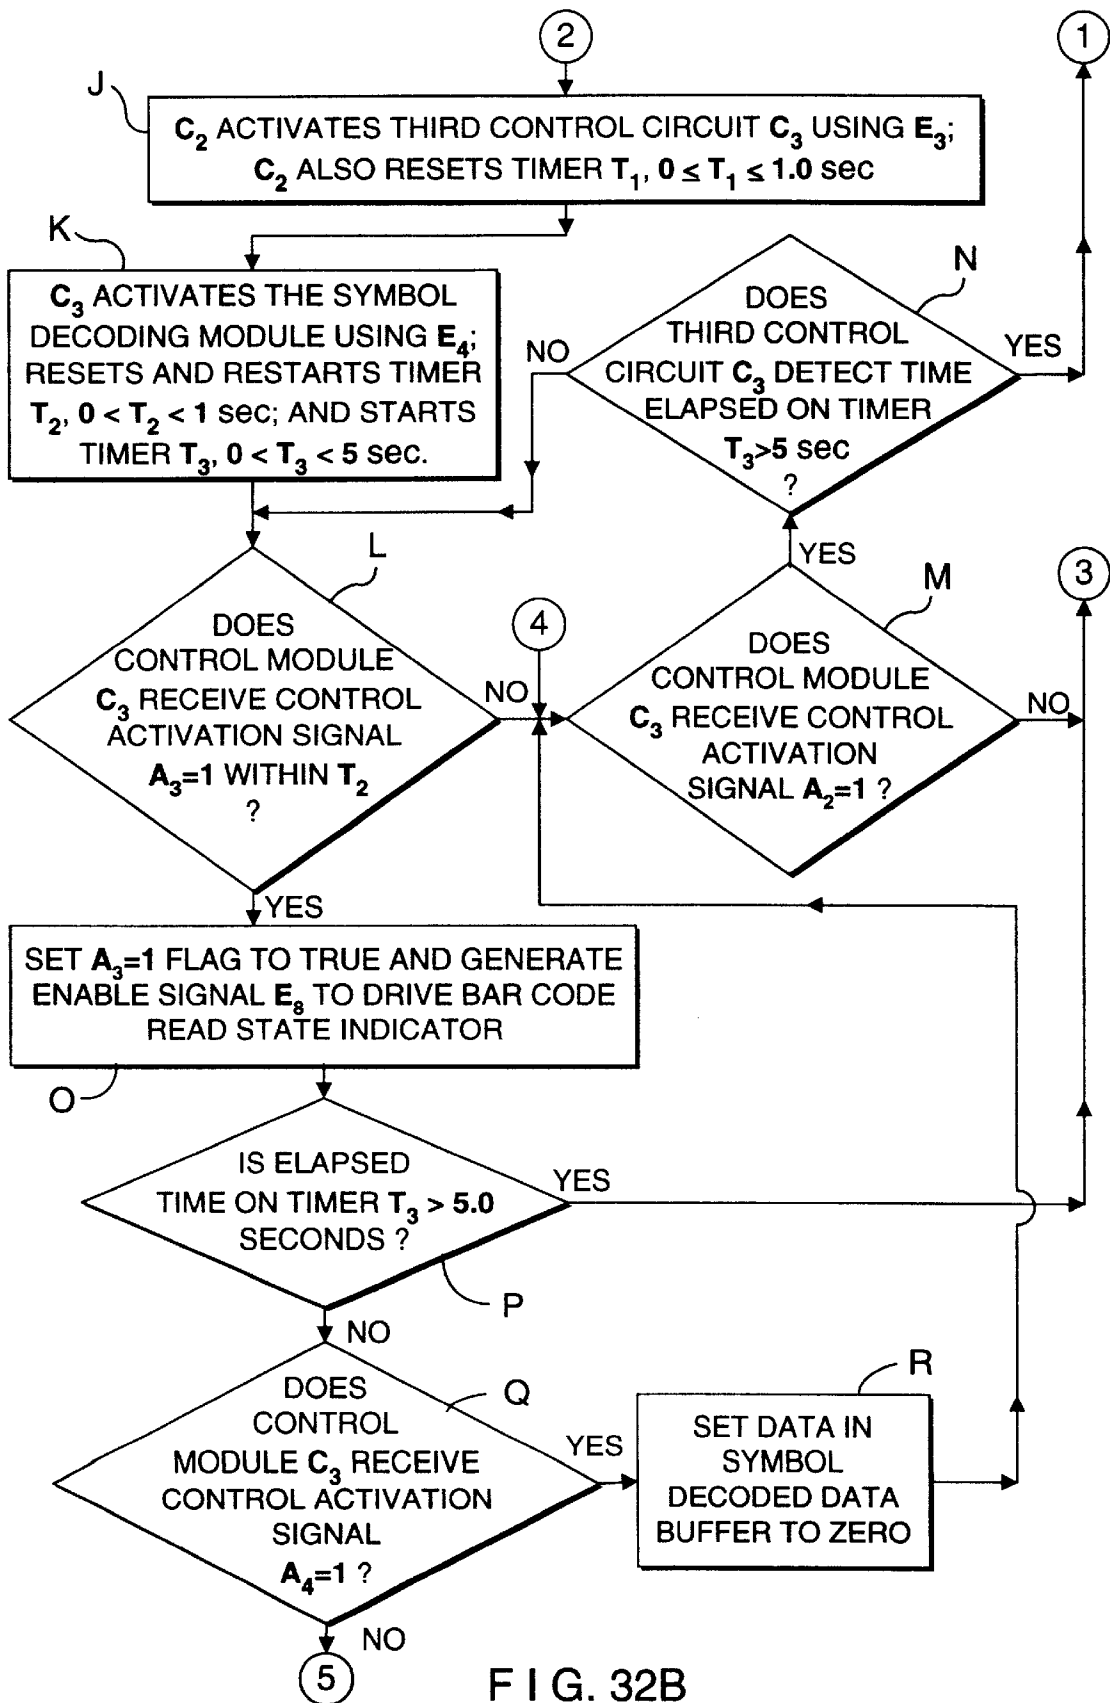 2
1
J
C2 ACTIVATES THIRD CONTROL CIRCUIT C3 USING E3;
C2 ALSO RESETS TIMER T1, 0 ≤ T1 ≤ 1.0 sec
K
C3 ACTIVATES THE SYMBOL
DECODING MODULE USING E4;
RESETS AND RESTARTS TIMER
T2, 0 < T2 < 1 sec; AND STARTS
TIMER T3, 0 < T3 < 5 sec.
N
DOES
THIRD CONTROL
CIRCUIT C3 DETECT TIME
ELAPSED ON TIMER
T3>5 sec
?
NO
YES
L
DOES
CONTROL MODULE
C3 RECEIVE CONTROL
ACTIVATION SIGNAL
A3=1 WITHIN T2
?
NO
YES
4
YES
M
DOES
CONTROL MODULE
C3 RECEIVE CONTROL
ACTIVATION
SIGNAL A2=1 ?
NO
3
SET A3=1 FLAG TO TRUE AND GENERATE
ENABLE SIGNAL E8 TO DRIVE BAR CODE
READ STATE INDICATOR
O
IS ELAPSED
TIME ON TIMER T3 > 5.0
SECONDS ?
YES
P
NO
Q
DOES
CONTROL
MODULE C3 RECEIVE
CONTROL ACTIVATION
SIGNAL
A4=1 ?
YES
R
SET DATA IN
SYMBOL
DECODED DATA
BUFFER TO ZERO
NO
5
FIG. 32B